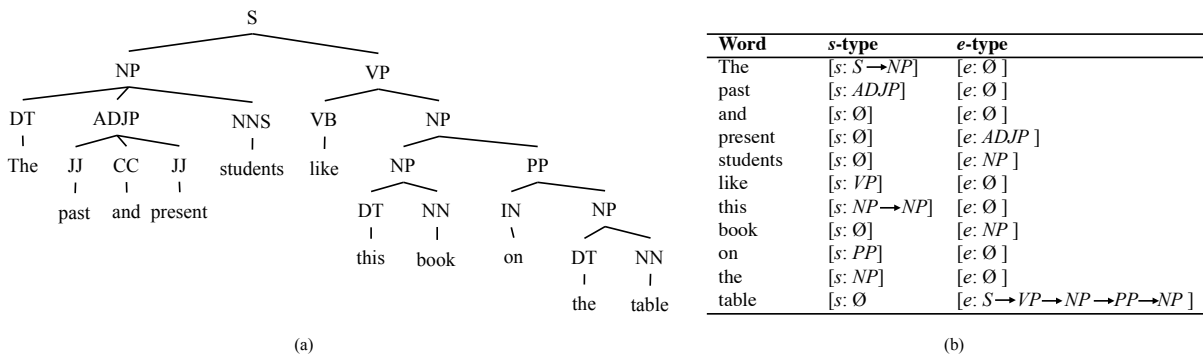 S
NP VP
DT ADJP NNS VB NP
The JJ CC JJ students like NP PP
past and present DT NN IN NP
this book on DT NN
the table
(a)
Word s-type e-type
The [s: S→NP] [e: Ø ]
past [s: ADJP] [e: Ø ]
and [s: Ø] [e: Ø ]
present [s: Ø] [e: ADJP ]
students [s: Ø] [e: NP ]
like [s: VP] [e: Ø ]
this [s: NP→NP] [e: Ø ]
book [s: Ø] [e: NP ]
on [s: PP] [e: Ø ]
the [s: NP] [e: Ø ]
table [s: Ø [e: S→VP→NP→PP→NP ]
(b)